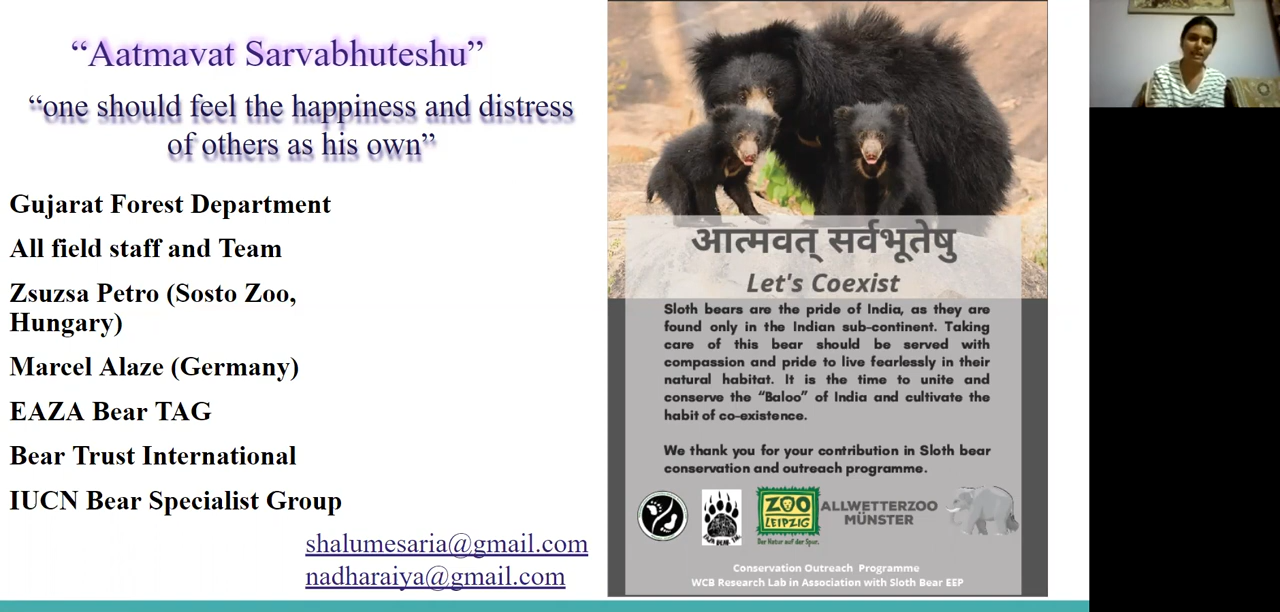 “Aatmavat Sarvabhuteshu”
“one should feel the happiness and distress
of others as his own”
Gujarat Forest Department
All field staff and Team
Zsuzsa Petro (Sosto Zoo,
Hungary)
Marcel Alaze (Germany)
EAZA Bear TAG
Bear Trust International
IUCN Bear Specialist Group
shalumesaria@gmail.com
nadharaiya@gmail.com
आत्मवत् सर्वभूतेषु
Let's Coexist
Sloth bears are the pride of India, as they are
found only in the Indian sub-continent. Taking
care of this bear should be served with
compassion and pride to live fearlessly in their
natural habitat. It is the time to unite and
conserve the “Baloo” of India and cultivate the
habit of co-existence.
We thank you for your contribution in Sloth bear
conservation and outreach programme.
ZOO
LEIPZIG
Der Natur auf der Spur.
ALLWETTERZOO
MÜNSTER
Conservation Outreach Programme
WCB Research Lab in Association with Sloth Bear EEP